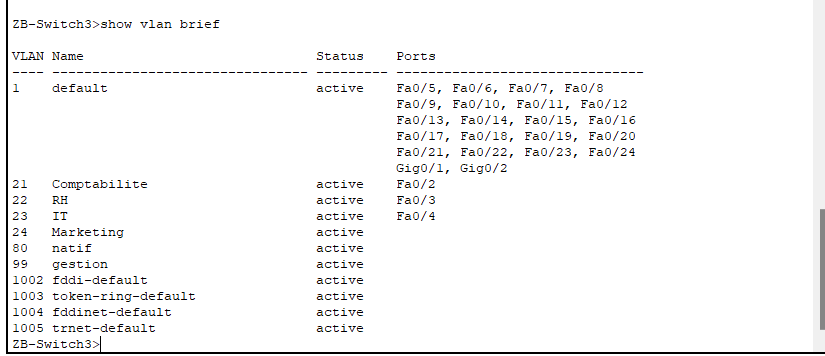 ZB-Switch3>show vlan brief
VLAN Name                             Status    Ports
---- -------------------------------- --------- -------------------------------
1    default                          active    Fa0/5, Fa0/6, Fa0/7, Fa0/8
                                                Fa0/9, Fa0/10, Fa0/11, Fa0/12
                                                Fa0/13, Fa0/14, Fa0/15, Fa0/16
                                                Fa0/17, Fa0/18, Fa0/19, Fa0/20
                                                Fa0/21, Fa0/22, Fa0/23, Fa0/24
                                                Gig0/1, Gig0/2
21   Comptabilite                     active    Fa0/2
22   RH                               active    Fa0/3
23   IT                               active    Fa0/4
24   Marketing                        active
80   natif                            active
99   gestion                          active
1002 fddi-default                     active
1003 token-ring-default               active
1004 fddinet-default                  active
1005 trnet-default                    active
ZB-Switch3>